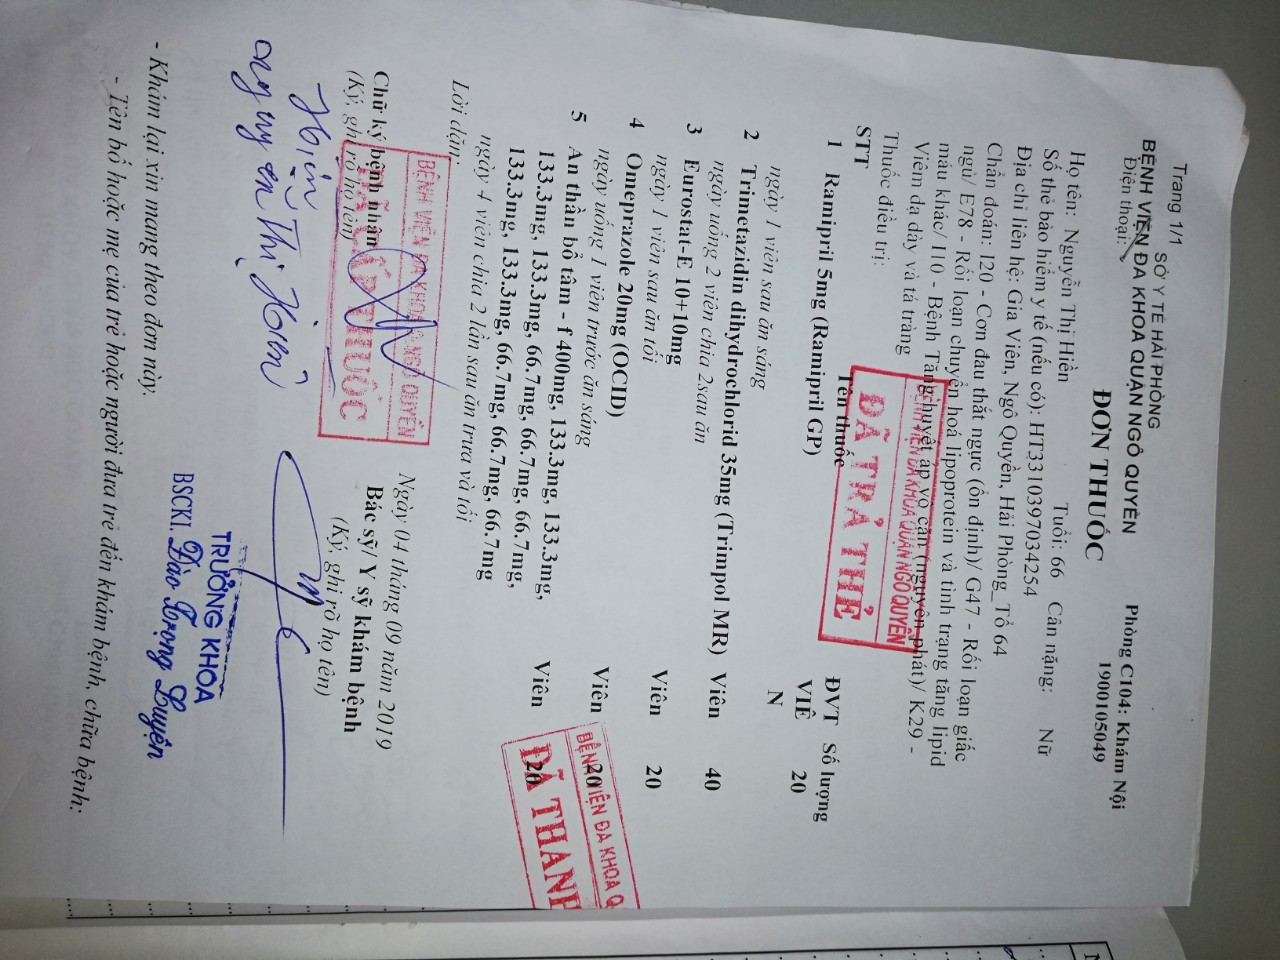 Trang 1/1
SỞ Y TẾ HẢI PHÒNG
BỆNH VIỆN ĐA KHOA QUẬN NGÔ QUYỀN
Điện thoại:
Phòng C104: Khám Nội
1900105049
ĐƠN THUỐC
Họ tên: Nguyễn Thị Hiền Tuổi: 66 Cân nặng: Nữ
Số thẻ bảo hiểm y tế (nếu có): HT3310397034254
Địa chỉ liên hệ: Gia Viên, Ngô Quyền, Hải Phòng_Tổ 64
Chẩn đoán: I20 - Cơn đau thắt ngực (ổn định)/ G47 - Rối loạn giấc
ngủ/ E78 - Rối loạn chuyển hoá lipoprotein và tình trạng tăng lipid
máu khác/ I10 - Bệnh Tăng huyết áp vô căn (nguyên phát)/ K29 -
Viêm dạ dày và tá tràng
BỆNH VIỆN ĐA KHOA QUẬN NGÔ QUYỀN
ĐÃ TRẢ THẺ
Thuốc điều trị:
STT Tên thuốc ĐVT Số lượng
1 Ramipril 5mg (Ramipril GP) VIÊ 20
N
ngày 1 viên sau ăn sáng
2 Trimetazidin dihydrochlorid 35mg (Trimpol MR) Viên 40
ngày uống 2 viên chia 2sau ăn
3 Eurostat-E 10+10mg Viên 20
ngày 1 viên sau ăn tối
4 Omeprazole 20mg (OCID) Viên 20
ngày uống 1 viên trước ăn sáng
5 An thần bổ tâm - f 400mg, 133.3mg, 133.3mg, Viên 120
133.3mg, 133.3mg, 66.7mg, 66.7mg, 66.7mg,
133.3mg, 133.3mg, 66.7mg, 66.7mg, 66.7mg
ngày 4 viên chia 2 lần sau ăn trưa và tối
BỆNH VIỆN ĐA KHOA Q
ĐÃ THANH
Lời dặn:
Ngày 04 tháng 09 năm 2019
Chữ ký bệnh nhân
(Ký, ghi rõ họ tên)
Bác sỹ/ Y sỹ khám bệnh
(Ký, ghi rõ họ tên)
BỆNH VIỆN ĐA KHOA Q.NGÔ QUYỀN
ĐÃ CẤP THUỐC
Hiền
Nguyễn Thị Hiền
TRƯỞNG KHOA
BSCKI. Đào Trọng Luyện
- Khám lại xin mang theo đơn này.
- Tên bố hoặc mẹ của trẻ hoặc người đưa trẻ đến khám bệnh, chữa bệnh: